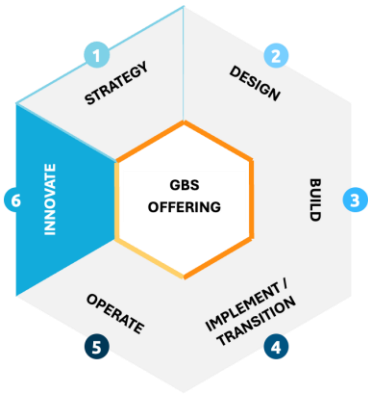 1
STRATEGY
2
DESIGN
3
BUILD
4
IMPLEMENT /
TRANSITION
5
OPERATE
6
INNOVATE
GBS
OFFERING